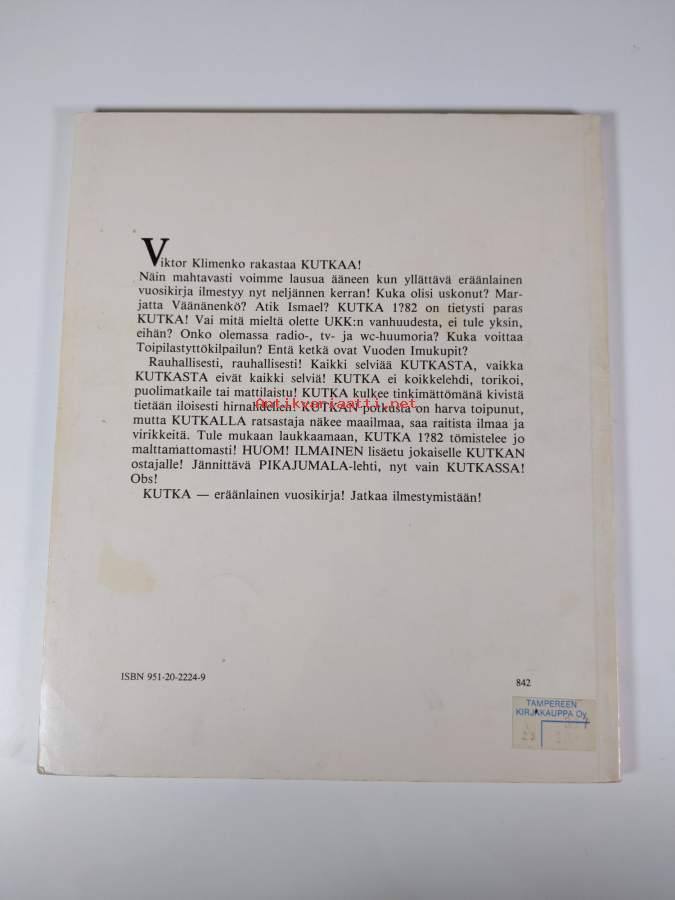 Viktor Klimenko rakastaa KUTKAA!
Näin mahtavasti voimme lausua ääneen kun yllättävä eräänlainen
vuosikirja ilmestyy nyt neljännen kerran! Kuka olisi uskonut? Mar-
jatta Väänänenkö? Atik Ismael? KUTKA 1?82 on tietysti paras
KUTKA! Vai mitä mieltä olette UKK:n vanhuudesta, ei tule yksin,
eihän? Onko olemassa radio-, tv- ja wc-huumoria? Kuka voittaa
Toipilastyttökilpailun? Entä ketkä ovat Vuoden Imukupit?
Rauhallisesti, rauhallisesti! Kaikki selviää KUTKASTA, vaikka
KUTKASTA eivät kaikki selviä! KUTKA ei koikkelehdi, torikoi,
puolimatkaile tai mattilaistu! KUTKA kulkee tinkimättömänä kivistä
tietään iloisesti hirnahdellen! KUTKAN potkusta on harva toipunut,
Antikvariaatti.net
mutta KUTKALLA ratsastaja näkee maailmaa, saa raitista ilmaa ja
virikkeitä. Tule mukaan laukkaamaan, KUTKA 1?82 tömistelee jo
malttamattomasti! HUOM! ILMAINEN lisäetu jokaiselle KUTKAN
ostajalle! Jännittävä PIKAJUMALA-lehti, nyt vain KUTKASSA!
Obs!
KUTKA — eräänlainen vuosikirja! Jatkaa ilmestymistään!
ISBN 951-20-2224-9
842
TAMPEREEN
KIRJAKAUPPA Oy
23